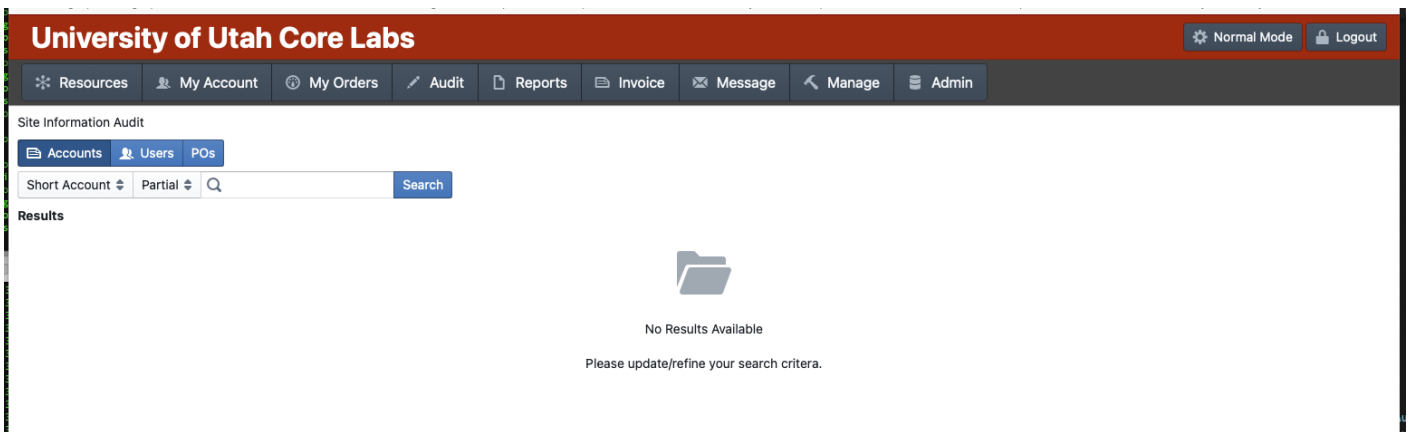 University of Utah Core Labs
Normal Mode
Logout
Resources
My Account
My Orders
Audit
Reports
Invoice
Message
Manage
Admin
Site Information Audit
Accounts
Users
POs
Short Account
Partial
Search
Results
No Results Available
Please update/refine your search critera.